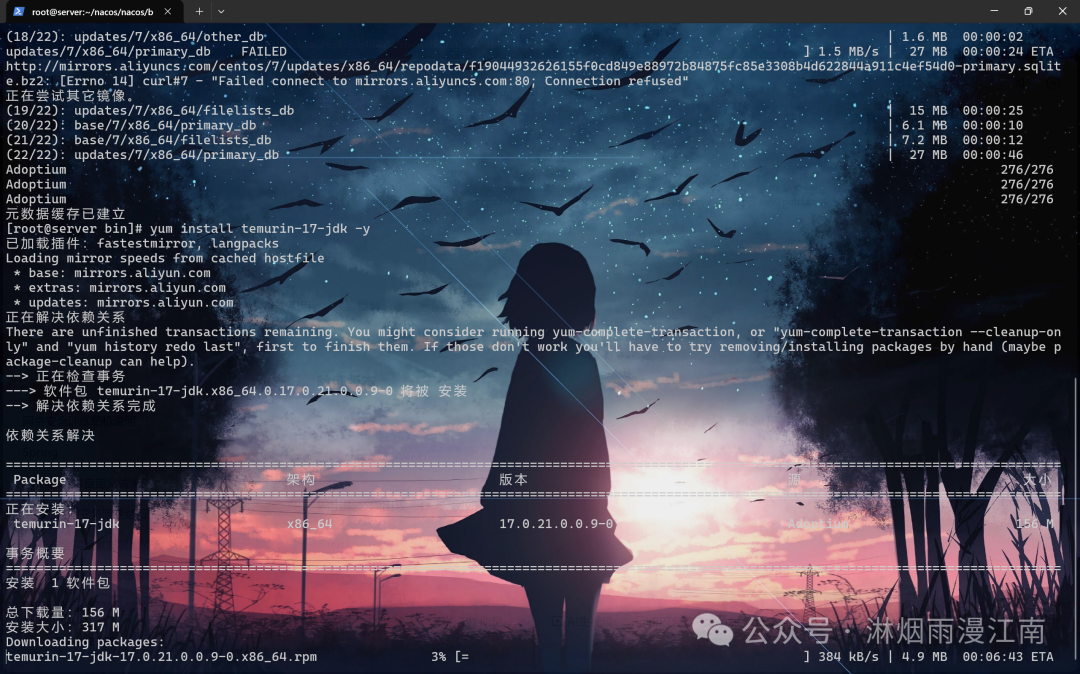 root@server:~/nacos/nacos/b
(18/22): updates/7/x86_64/other_db | 1.6 MB 00:00:02
updates/7/x86_64/primary_db FAILED ] 1.5 MB/s | 27 MB 00:00:24 ETA
http://mirrors.aliyuncs.com/centos/7/updates/x86_64/repodata/f19044932626155f0cd849e88972b84875fc85e3308b4d622844a911c4ef54d0-primary.sqlit
e.bz2: [Errno 14] curl#7 - "Failed connect to mirrors.aliyuncs.com:80; Connection refused"
正在尝试其它镜像。
(19/22): updates/7/x86_64/filelists_db | 15 MB 00:00:25
(20/22): base/7/x86_64/primary_db | 6.1 MB 00:00:10
(21/22): base/7/x86_64/filelists_db | 7.2 MB 00:00:12
(22/22): updates/7/x86_64/primary_db | 27 MB 00:00:46
Adoptium 276/276
Adoptium 276/276
Adoptium 276/276
元数据缓存已建立
[root@server bin]# yum install temurin-17-jdk -y
已加载插件: fastestmirror, langpacks
Loading mirror speeds from cached hostfile
* base: mirrors.aliyun.com
* extras: mirrors.aliyun.com
* updates: mirrors.aliyun.com
正在解决依赖关系
There are unfinished transactions remaining. You might consider running yum-complete-transaction, or "yum-complete-transaction --cleanup-on
ly" and "yum history redo last", first to finish them. If those don't work you'll have to try removing/installing packages by hand (maybe p
ackage-cleanup can help).
--> 正在检查事务
---> 软件包 temurin-17-jdk.x86_64.0.17.0.21.0.0.9-0 将被 安装
--> 解决依赖关系完成
依赖关系解决
Package 架构 版本 源 大小
正在安装:
temurin-17-jdk x86_64 17.0.21.0.0.9-0 Adoptium 156 M
事务概要
安装 1 软件包
总下载量: 156 M
安装大小: 317 M
Downloading packages:
temurin-17-jdk-17.0.21.0.0.9-0.x86_64.rpm 3% [= ] 384 kB/s | 4.9 MB 00:06:43 ETA
公众号 · 淋烟雨漫江南